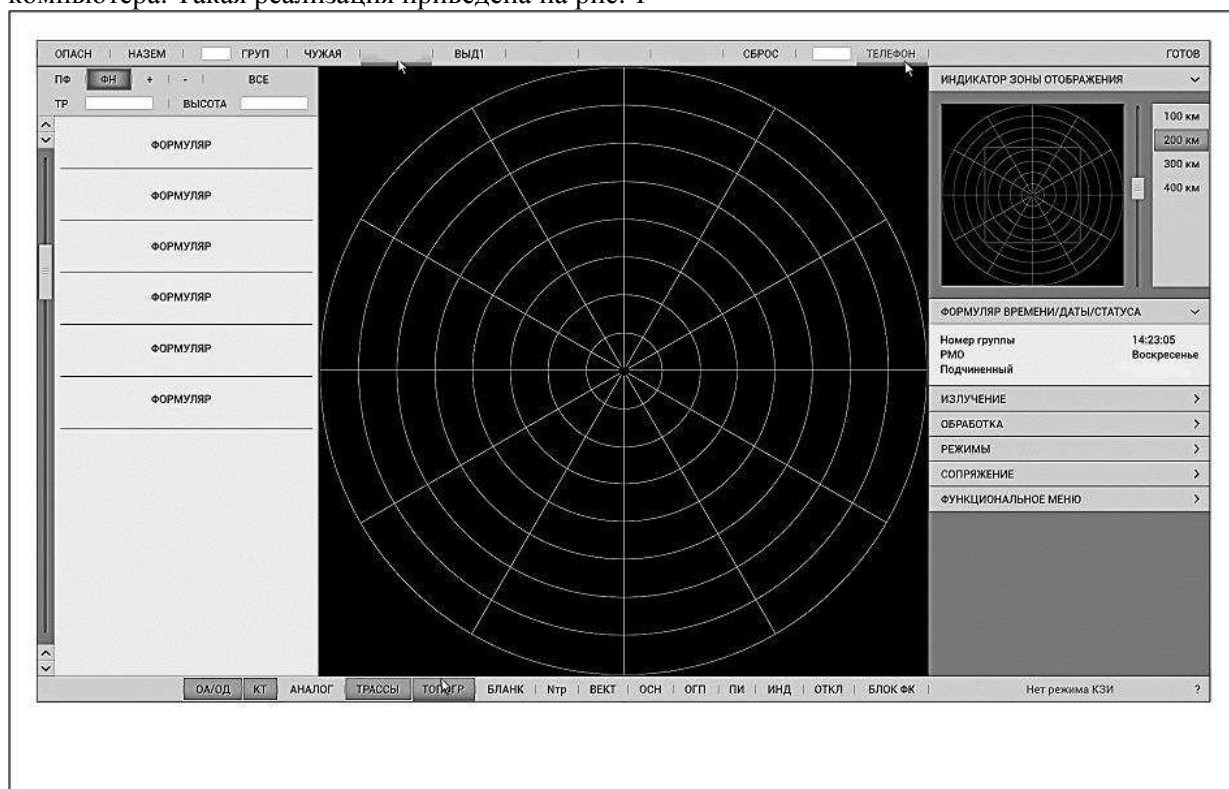 компьютера. Такая реализация приведена на рис. 1
ОПАСН | НАЗЕМ | ГРУП | ЧУЖАЯ | | ВЫД1 | | | | СБРОС | ТЕЛЕФОН | ГОТОВ
ПФ ФН + | - | ВСЕ
ТР | ВЫСОТА
ФОРМУЛЯР
ФОРМУЛЯР
ФОРМУЛЯР
ФОРМУЛЯР
ФОРМУЛЯР
ФОРМУЛЯР
ИНДИКАТОР ЗОНЫ ОТОБРАЖЕНИЯ
100 км
200 км
300 км
400 км
ФОРМУЛЯР ВРЕМЕНИ/ДАТЫ/СТАТУСА
Номер группы 14:23:05
РМО Воскресенье
Подчиненный
ИЗЛУЧЕНИЕ
ОБРАБОТКА
РЕЖИМЫ
СОПРЯЖЕНИЕ
ФУНКЦИОНАЛЬНОЕ МЕНЮ
ОА/ОД КТ АНАЛОГ ТРАССЫ ТОПОГР БЛАНК | Nтр | ВЕКТ | ОСН | ОГП | ПИ | ИНД | ОТКЛ | БЛОК ФК | Нет режима КЗИ ?